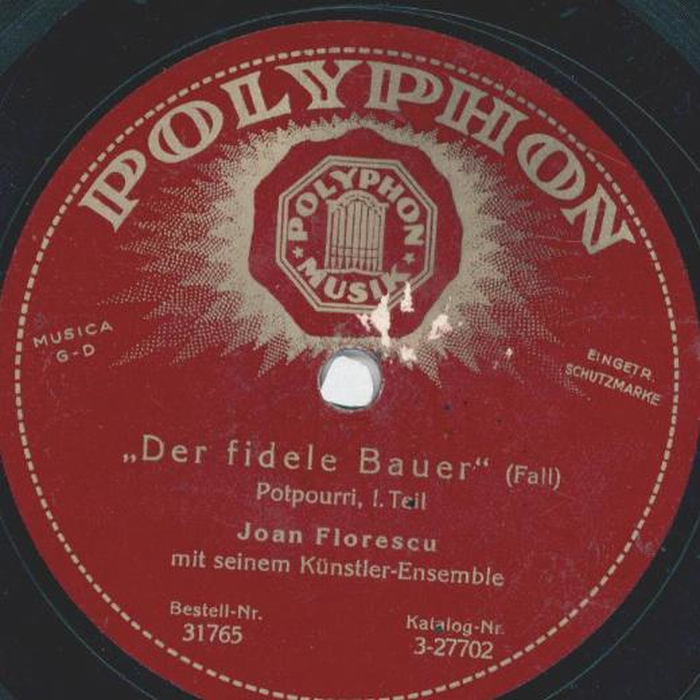 POLYPHON
POLYPHON
MUSIK
MUSICA
G-D
EINGETR.
SCHUTZMARKE
„Der fidele Bauer“ (Fall)
Potpourri, I. Teil
Joan Florescu
mit seinem Künstler-Ensemble
Bestell-Nr.
31765
Katalog-Nr.
3-27702